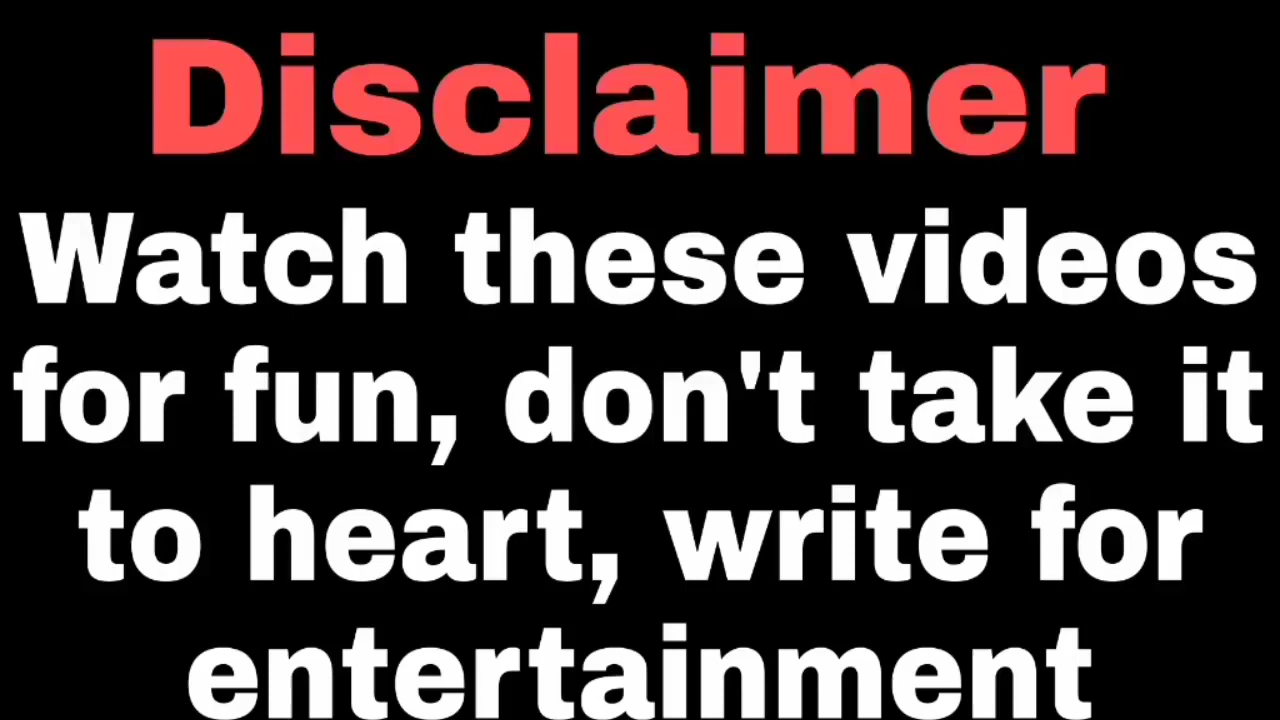 Disclaimer
Watch these videos
for fun, don't take it
to heart, write for
entertainment